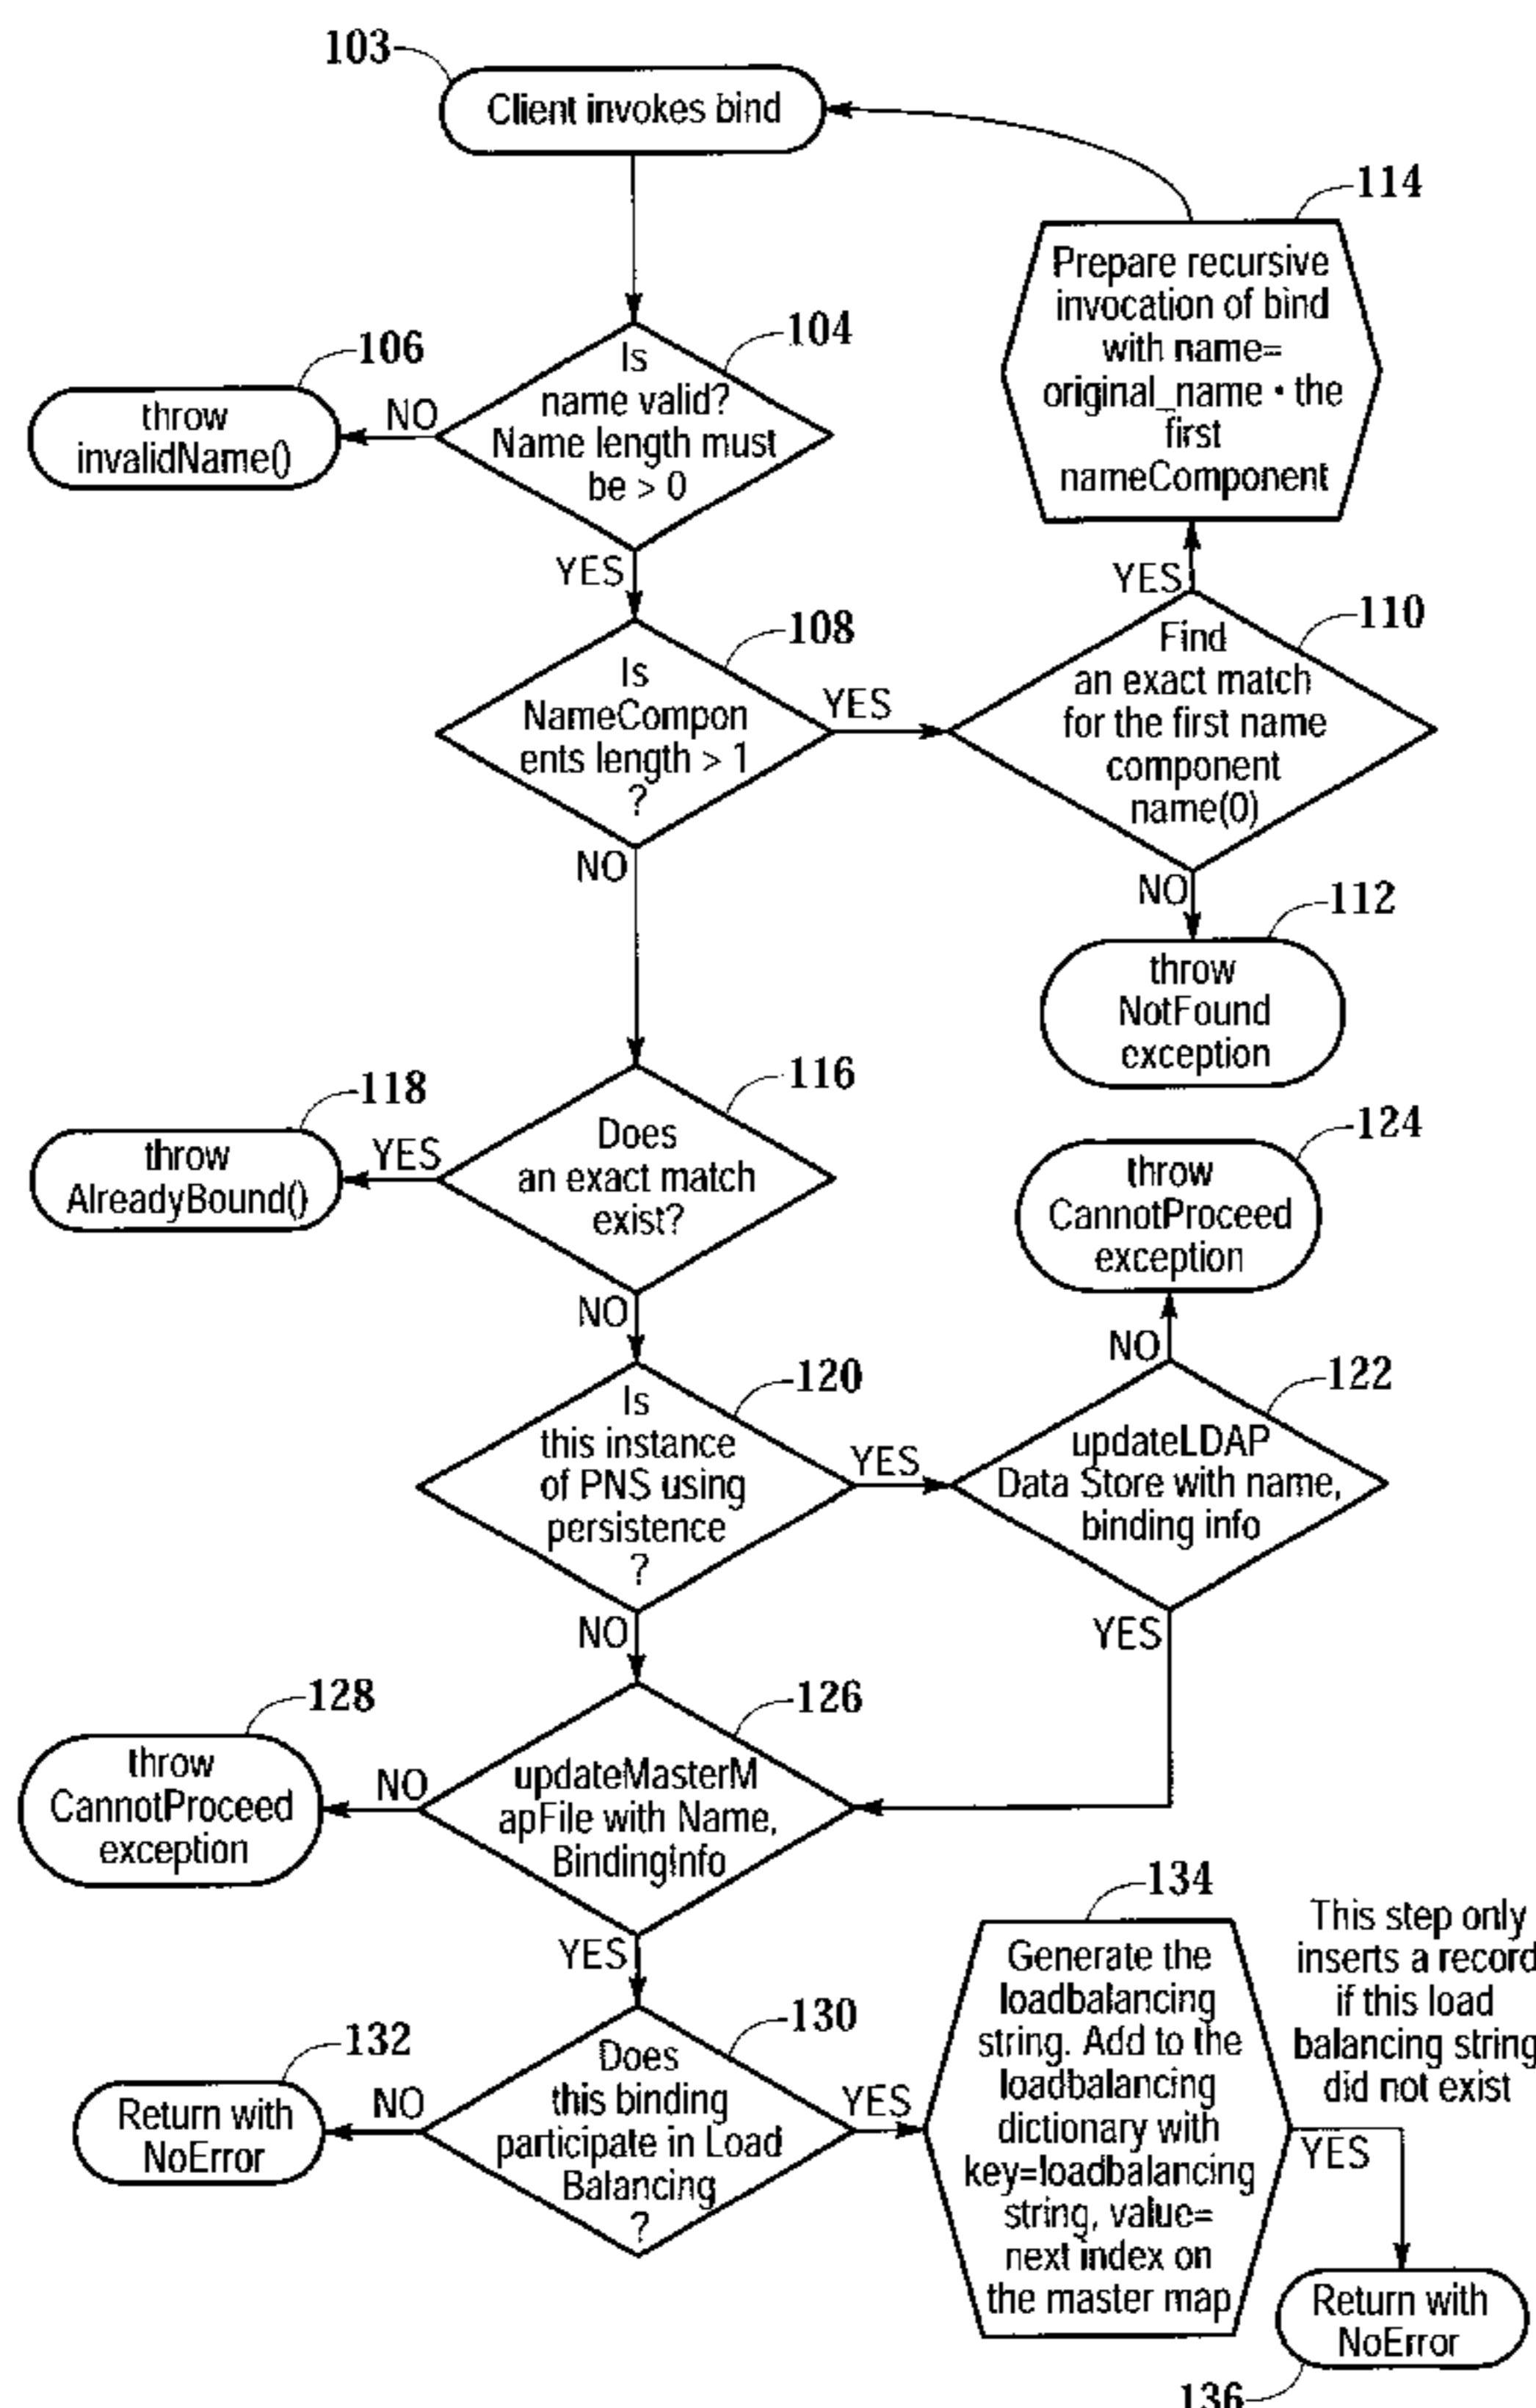 103
Client invokes bind
114
Prepare recursive
invocation of bind
with name=
original_name • the
first
nameComponent
104
Is
name valid?
Name length must
be > 0
106
throw
invalidName()
NO
YES
108
Is
NameCompon
ents length > 1
?
YES
YES
110
Find
an exact match
for the first name
component
name(0)
NO
NO
112
throw
NotFound
exception
116
Does
an exact match
exist?
118
throw
AlreadyBound()
YES
124
throw
CannotProceed
exception
NO
NO
120
Is
this instance
of PNS using
persistence
?
YES
122
updateLDAP
Data Store with name,
binding info
NO
YES
126
updateMasterM
apFile with Name,
BindingInfo
128
throw
CannotProceed
exception
NO
YES
130
Does
this binding
participate in Load
Balancing
?
132
Return with
NoError
NO
YES
134
Generate the
loadbalancing
string. Add to the
loadbalancing
dictionary with
key=loadbalancing
string, value=
next index on
the master map
This step only
inserts a record
if this load
balancing string
did not exist
YES
Return with
NoError
136